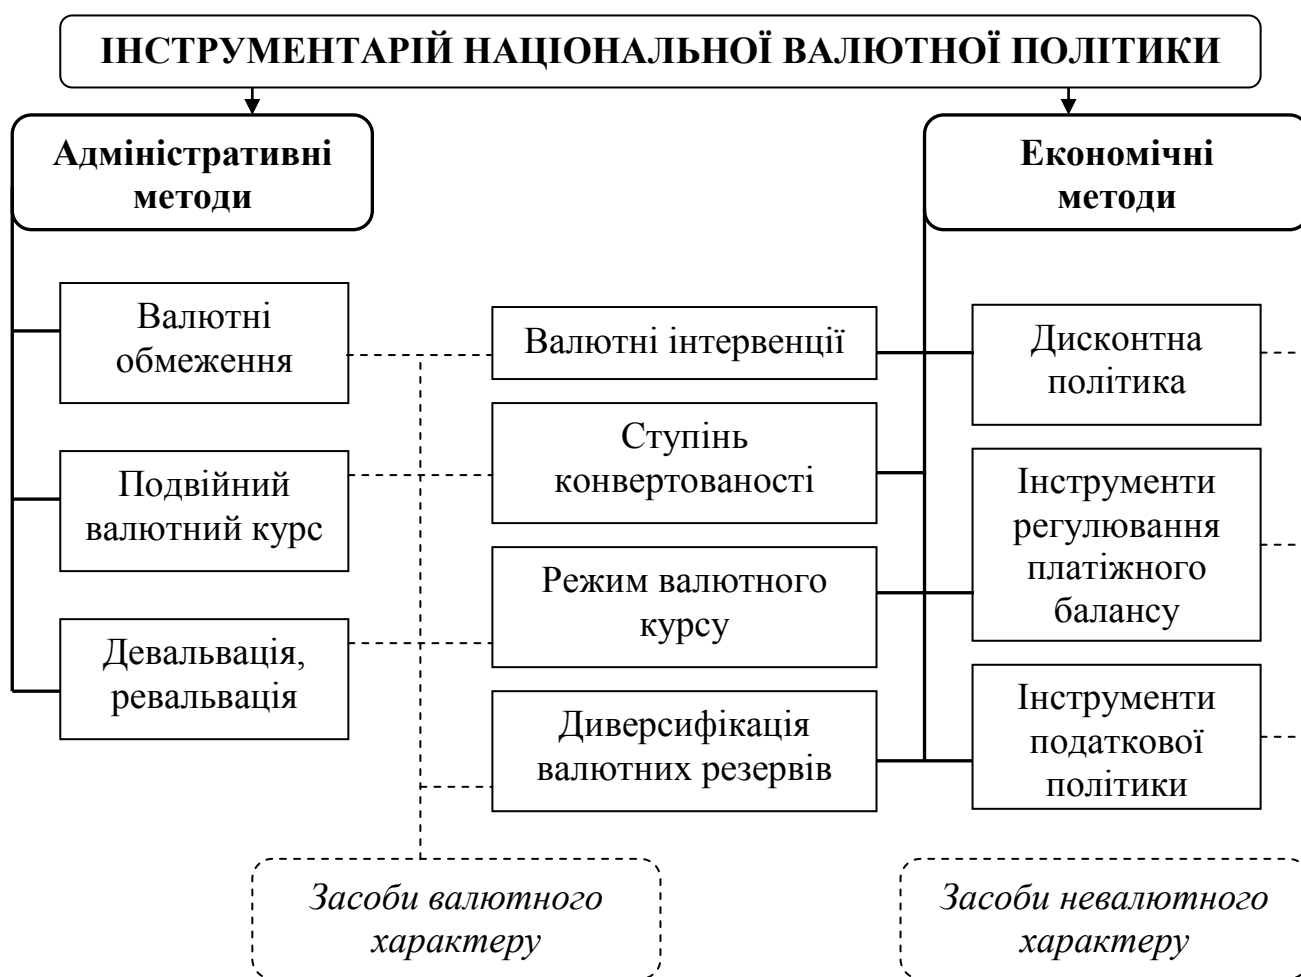 ІНСТРУМЕНТАРІЙ НАЦІОНАЛЬНОЇ ВАЛЮТНОЇ ПОЛІТИКИ
Адміністративні
методи
Економічні
методи
Валютні
обмеження
Подвійний
валютний курс
Девальвація,
ревальвація
Валютні інтервенції
Ступінь
конвертованості
Режим валютного
курсу
Диверсифікація
валютних резервів
Дисконтна
політика
Інструменти
регулювання
платіжного
балансу
Інструменти
податкової
політики
Засоби валютного
характеру
Засоби невалютного
характеру